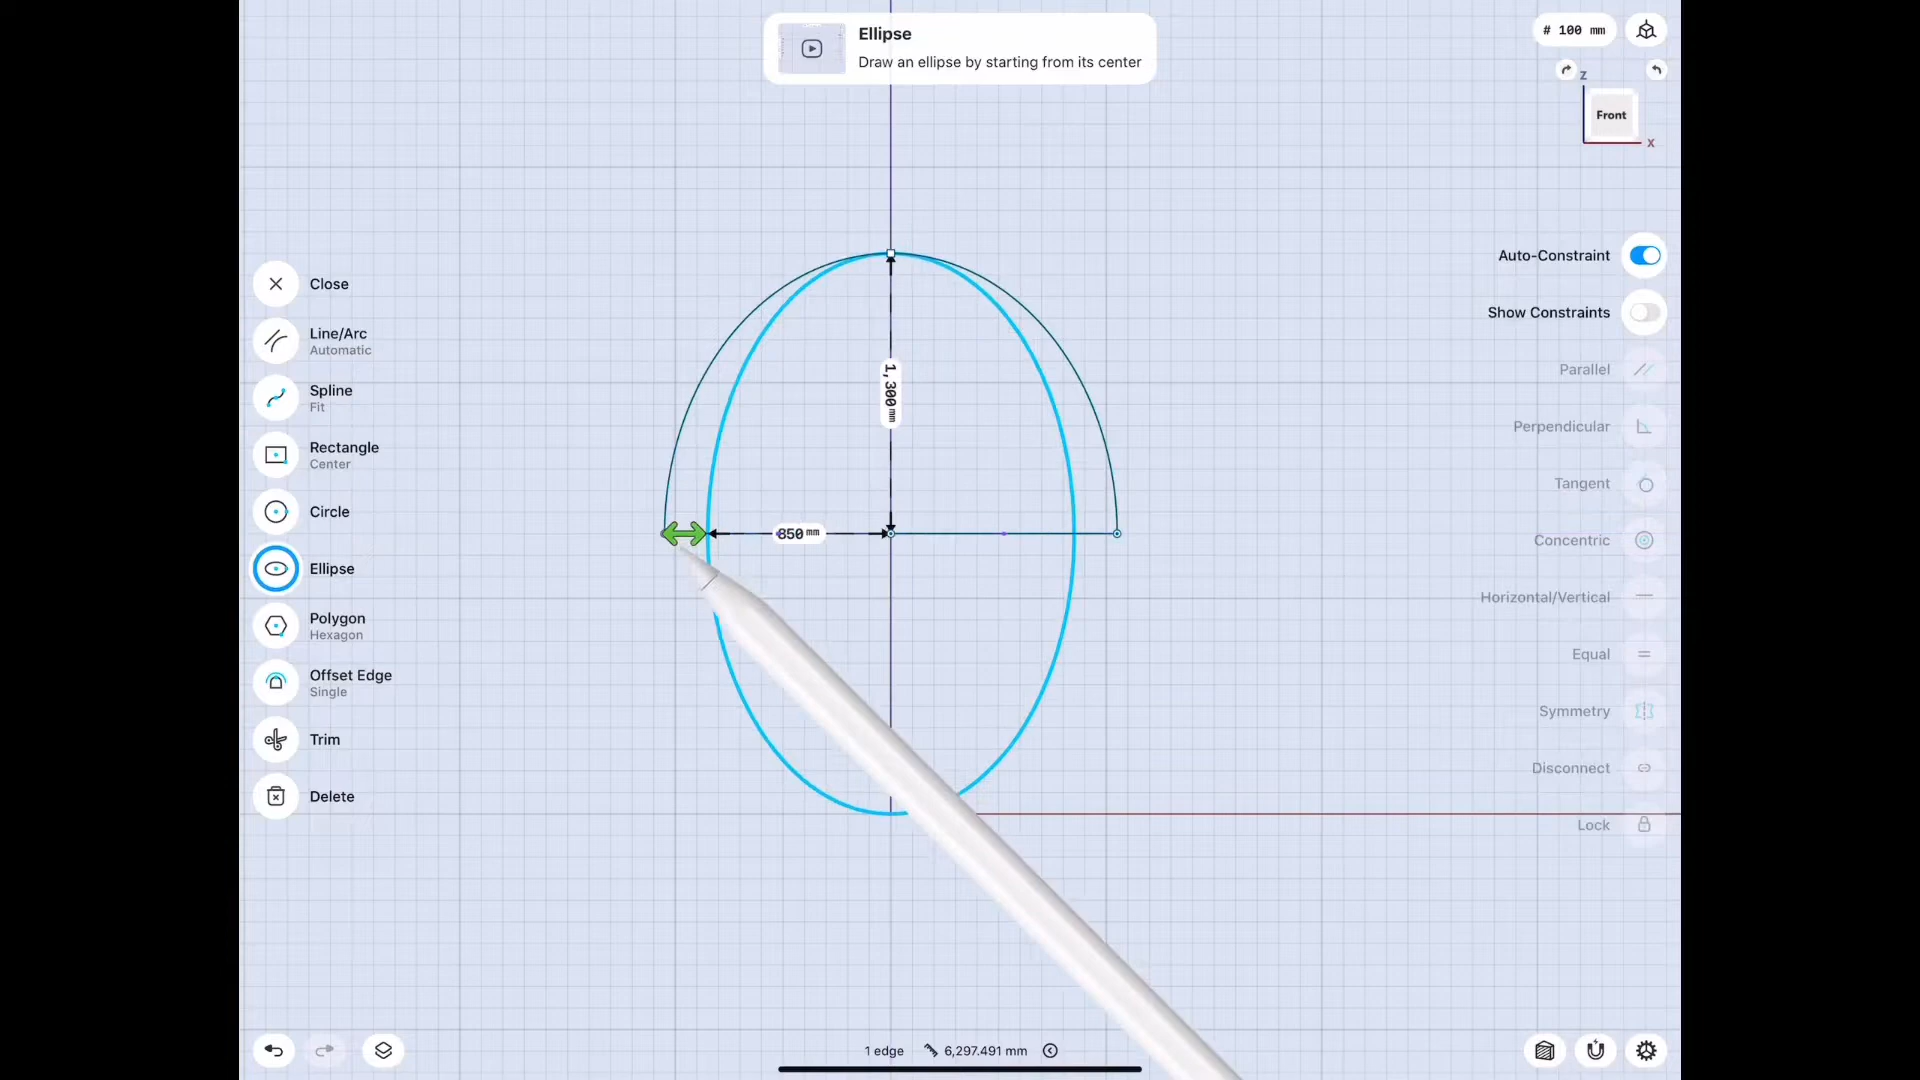 Ellipse
Draw an ellipse by starting from its center
# 100 mm
Z
Front
X
Auto-Constraint
Show Constraints
Parallel
Perpendicular
Tangent
Concentric
Horizontal/Vertical
Equal
Symmetry
Disconnect
Lock
Close
Line/Arc
Automatic
Spline
Fit
Rectangle
Center
Circle
Ellipse
Polygon
Hexagon
Offset Edge
Single
Trim
Delete
1,300 mm
850 mm
1 edge 6,297.491 mm